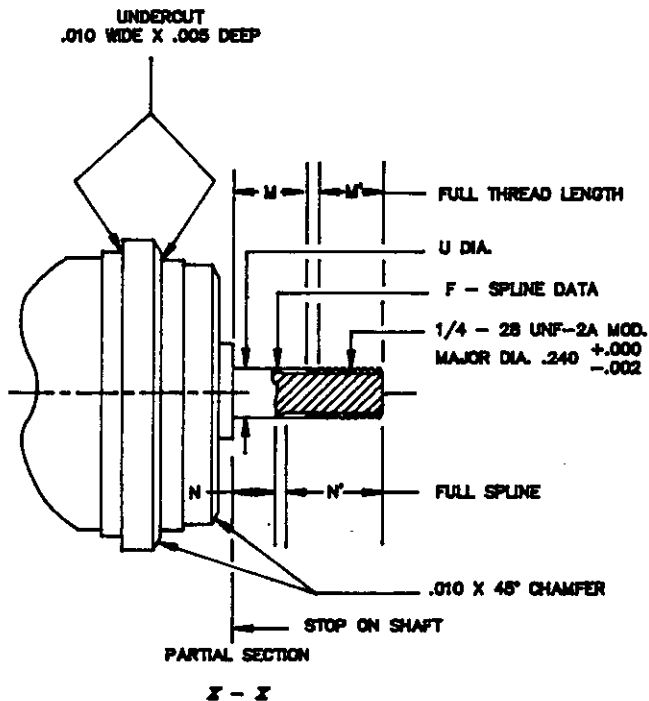 UNDERCUT
.010 WIDE X .005 DEEP
M
M'
FULL THREAD LENGTH
U DIA.
F - SPLINE DATA
1/4 - 28 UNF-2A MOD.
MAJOR DIA. .240 +.000
-.002
N
N'
FULL SPLINE
.010 X 45° CHAMFER
STOP ON SHAFT
PARTIAL SECTION
Z - Z